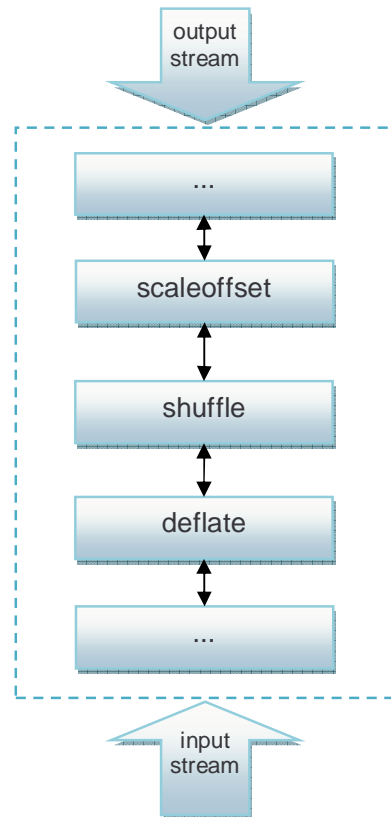 output
stream
...
scaleoffset
shuffle
deflate
...
input
stream